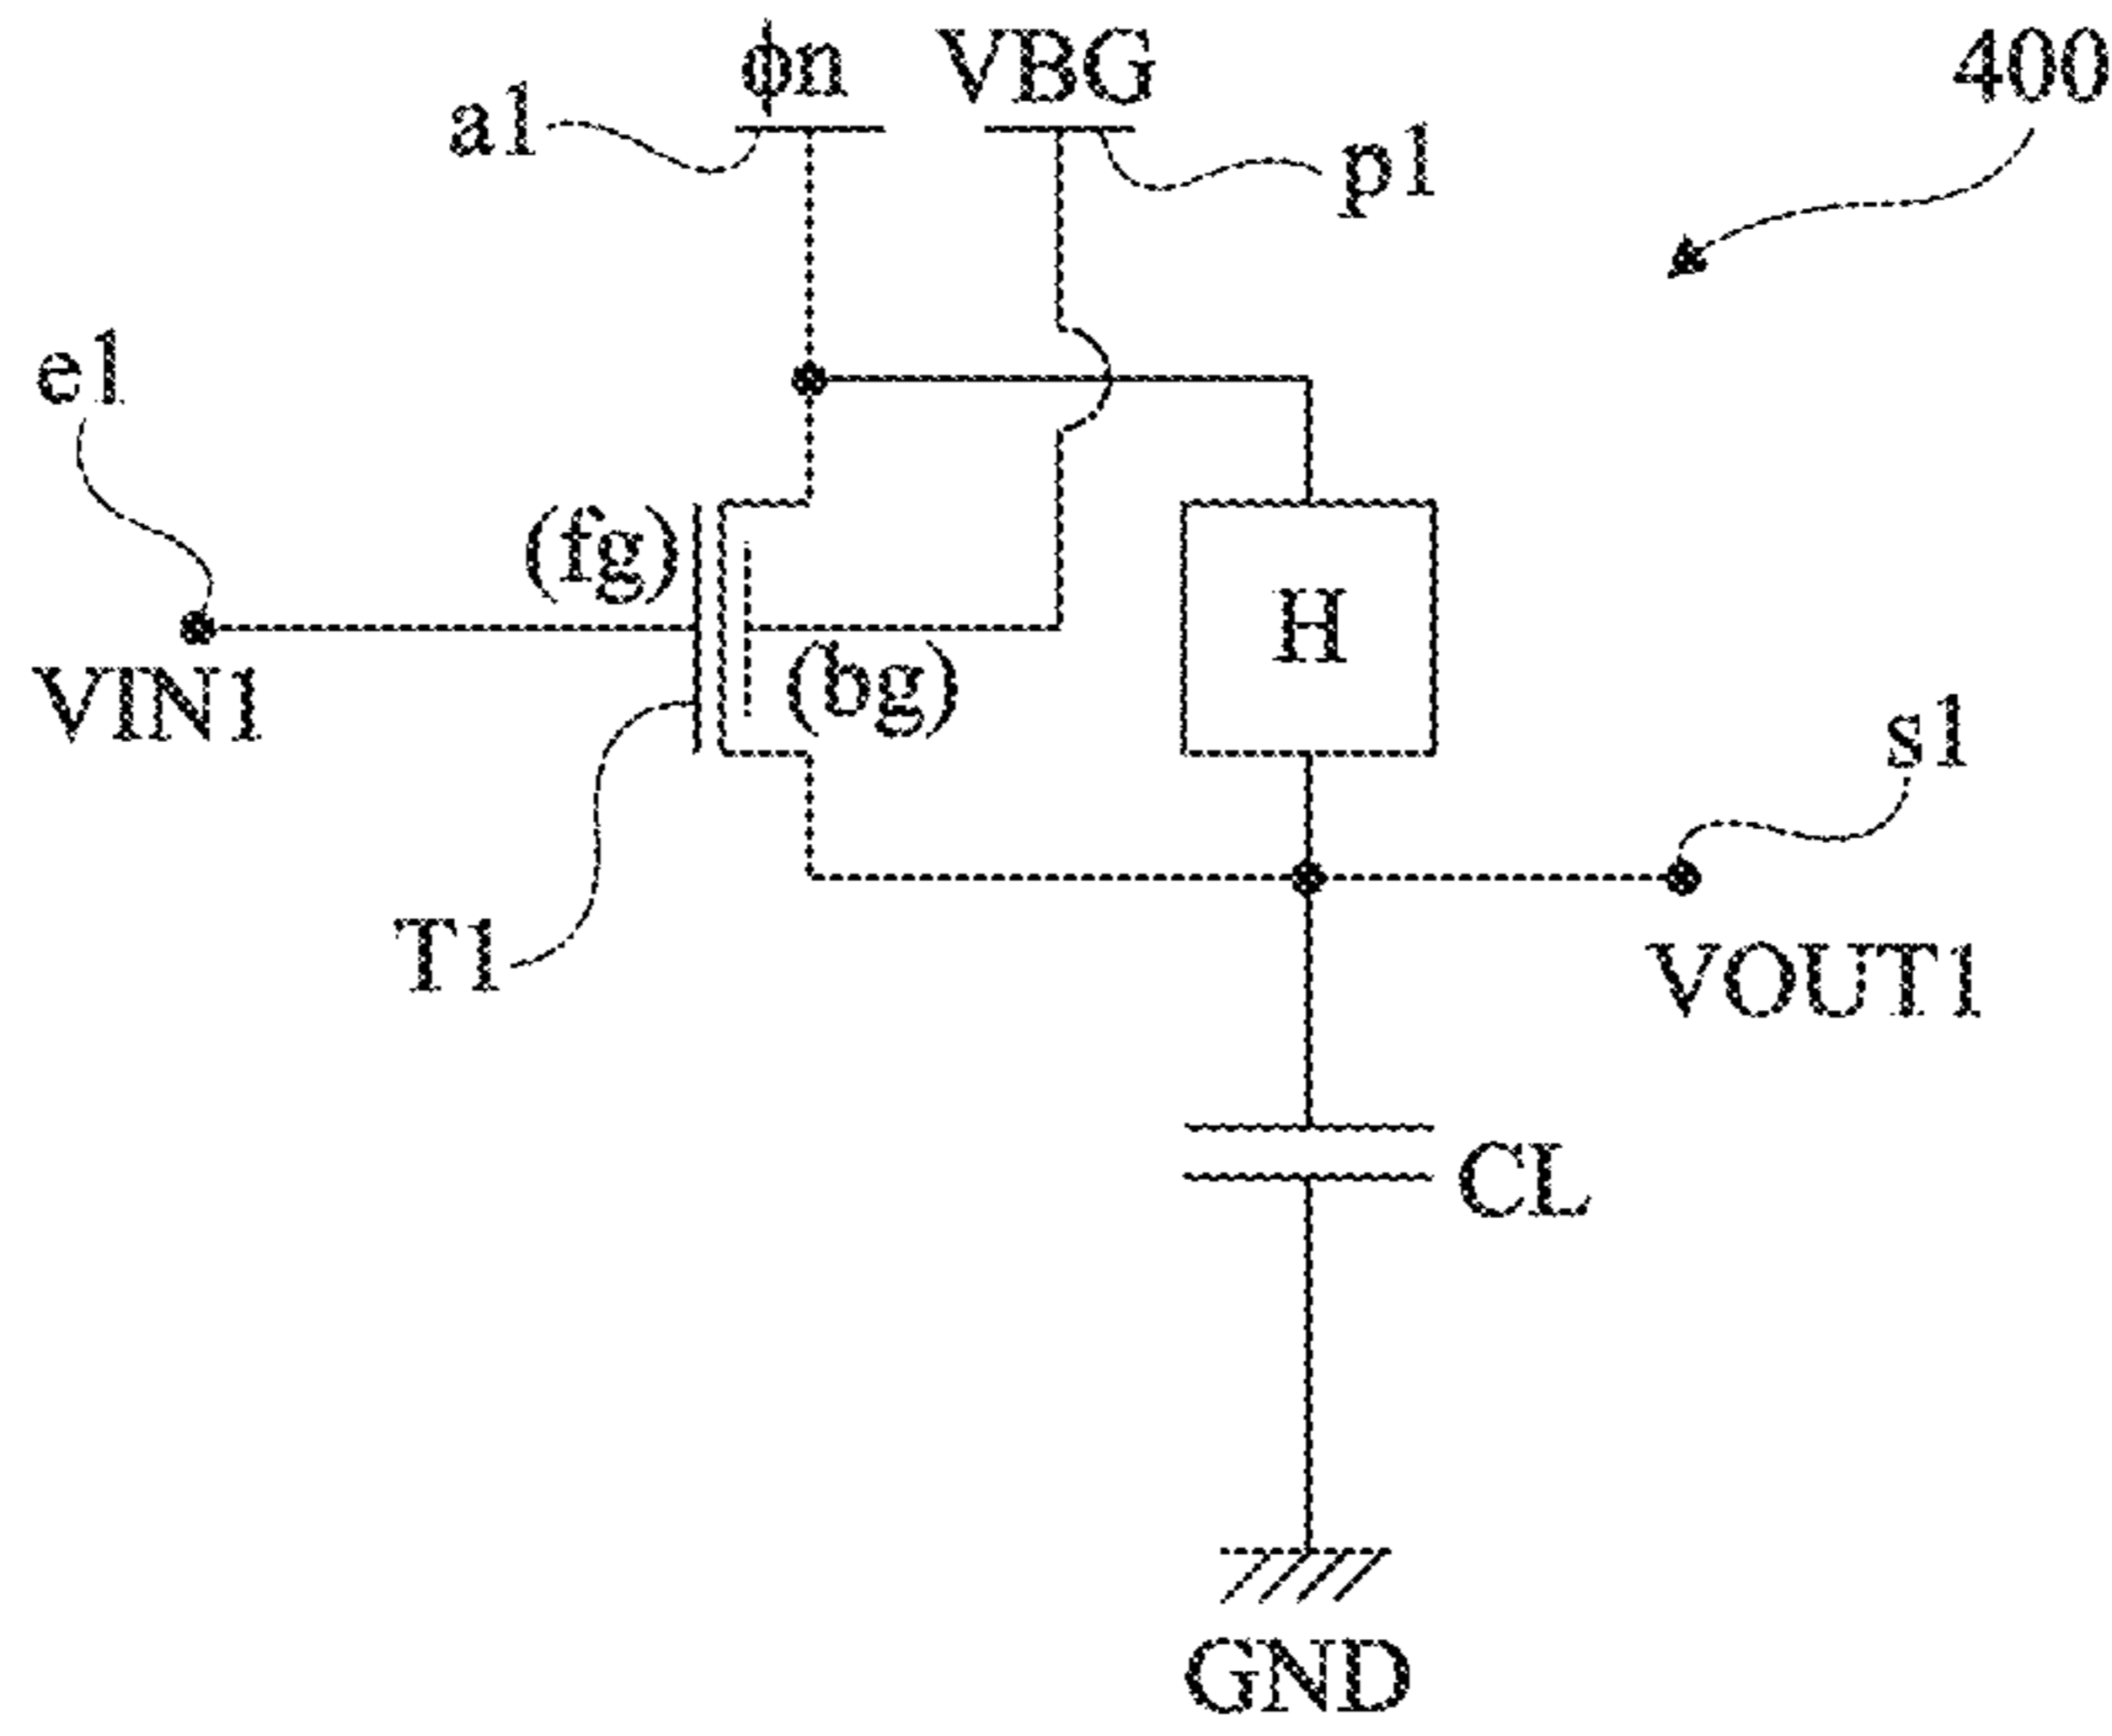 ϕn
VBG
400
a1
p1
e1
(fg)
H
VIN1
(bg)
s1
T1
VOUT1
CL
GND